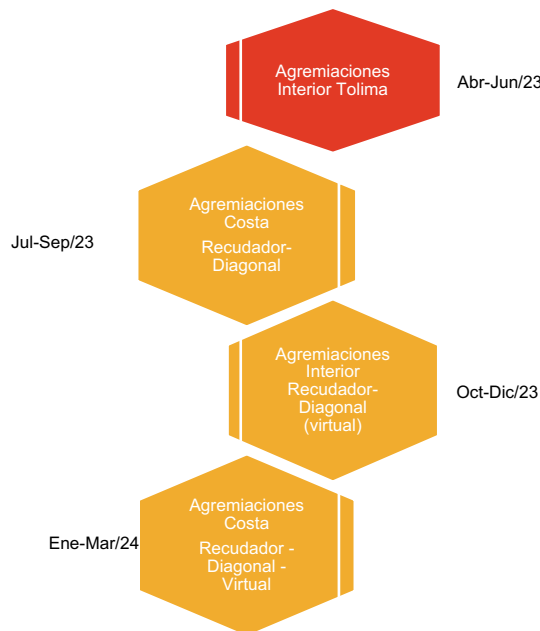 Agremiaciones
Interior Tolima
Abr-Jun/23
Agremiaciones
Costa
Recudador-
Diagonal
Jul-Sep/23
Agremiaciones
Interior
Recudador-
Diagonal
(virtual)
Oct-Dic/23
Agremiaciones
Costa
Recudador -
Diagonal -
Virtual
Ene-Mar/24